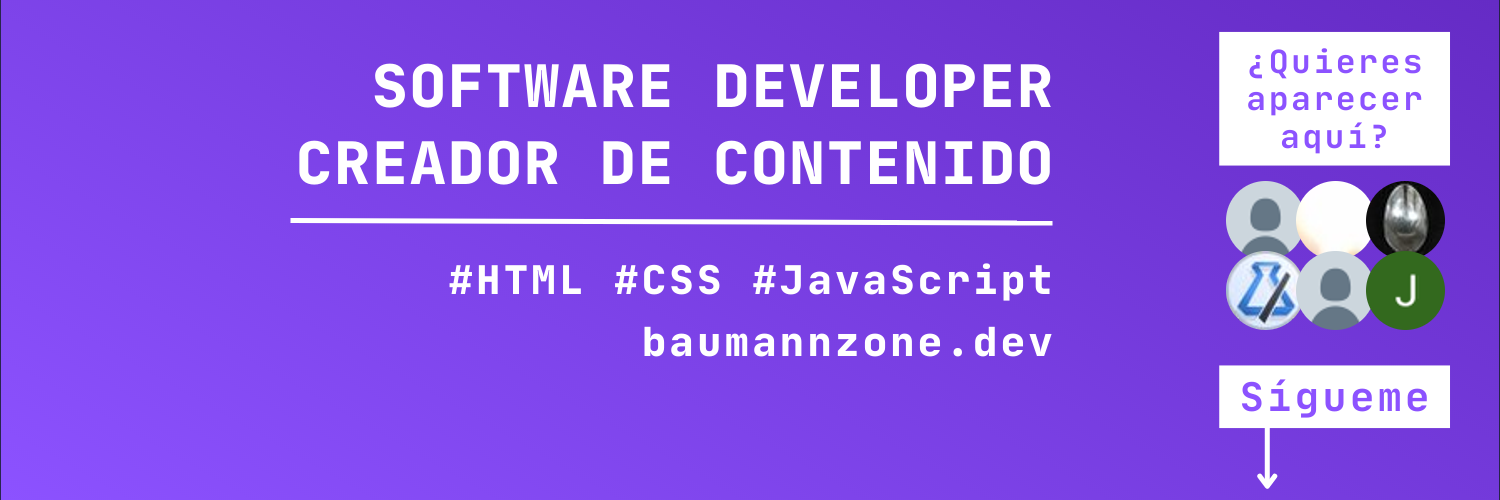 SOFTWARE DEVELOPER
CREADOR DE CONTENIDO
#HTML #CSS #JavaScript
baumannzone.dev
¿Quieres
aparecer
aquí?
J
Sígueme